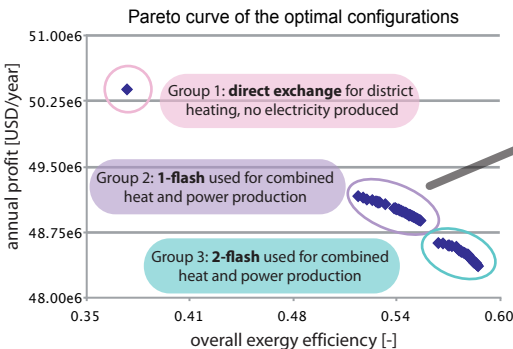 Pareto curve of the optimal configurations
annual profit [USD/year]
51.00e6
50.25e6
49.50e6
48.75e6
48.00e6
Group 1: direct exchange for district
heating, no electricity produced
Group 2: 1-flash used for combined
heat and power production
Group 3: 2-flash used for combined
heat and power production
0.35
0.41
0.48
0.54
0.60
overall exergy efficiency [-]